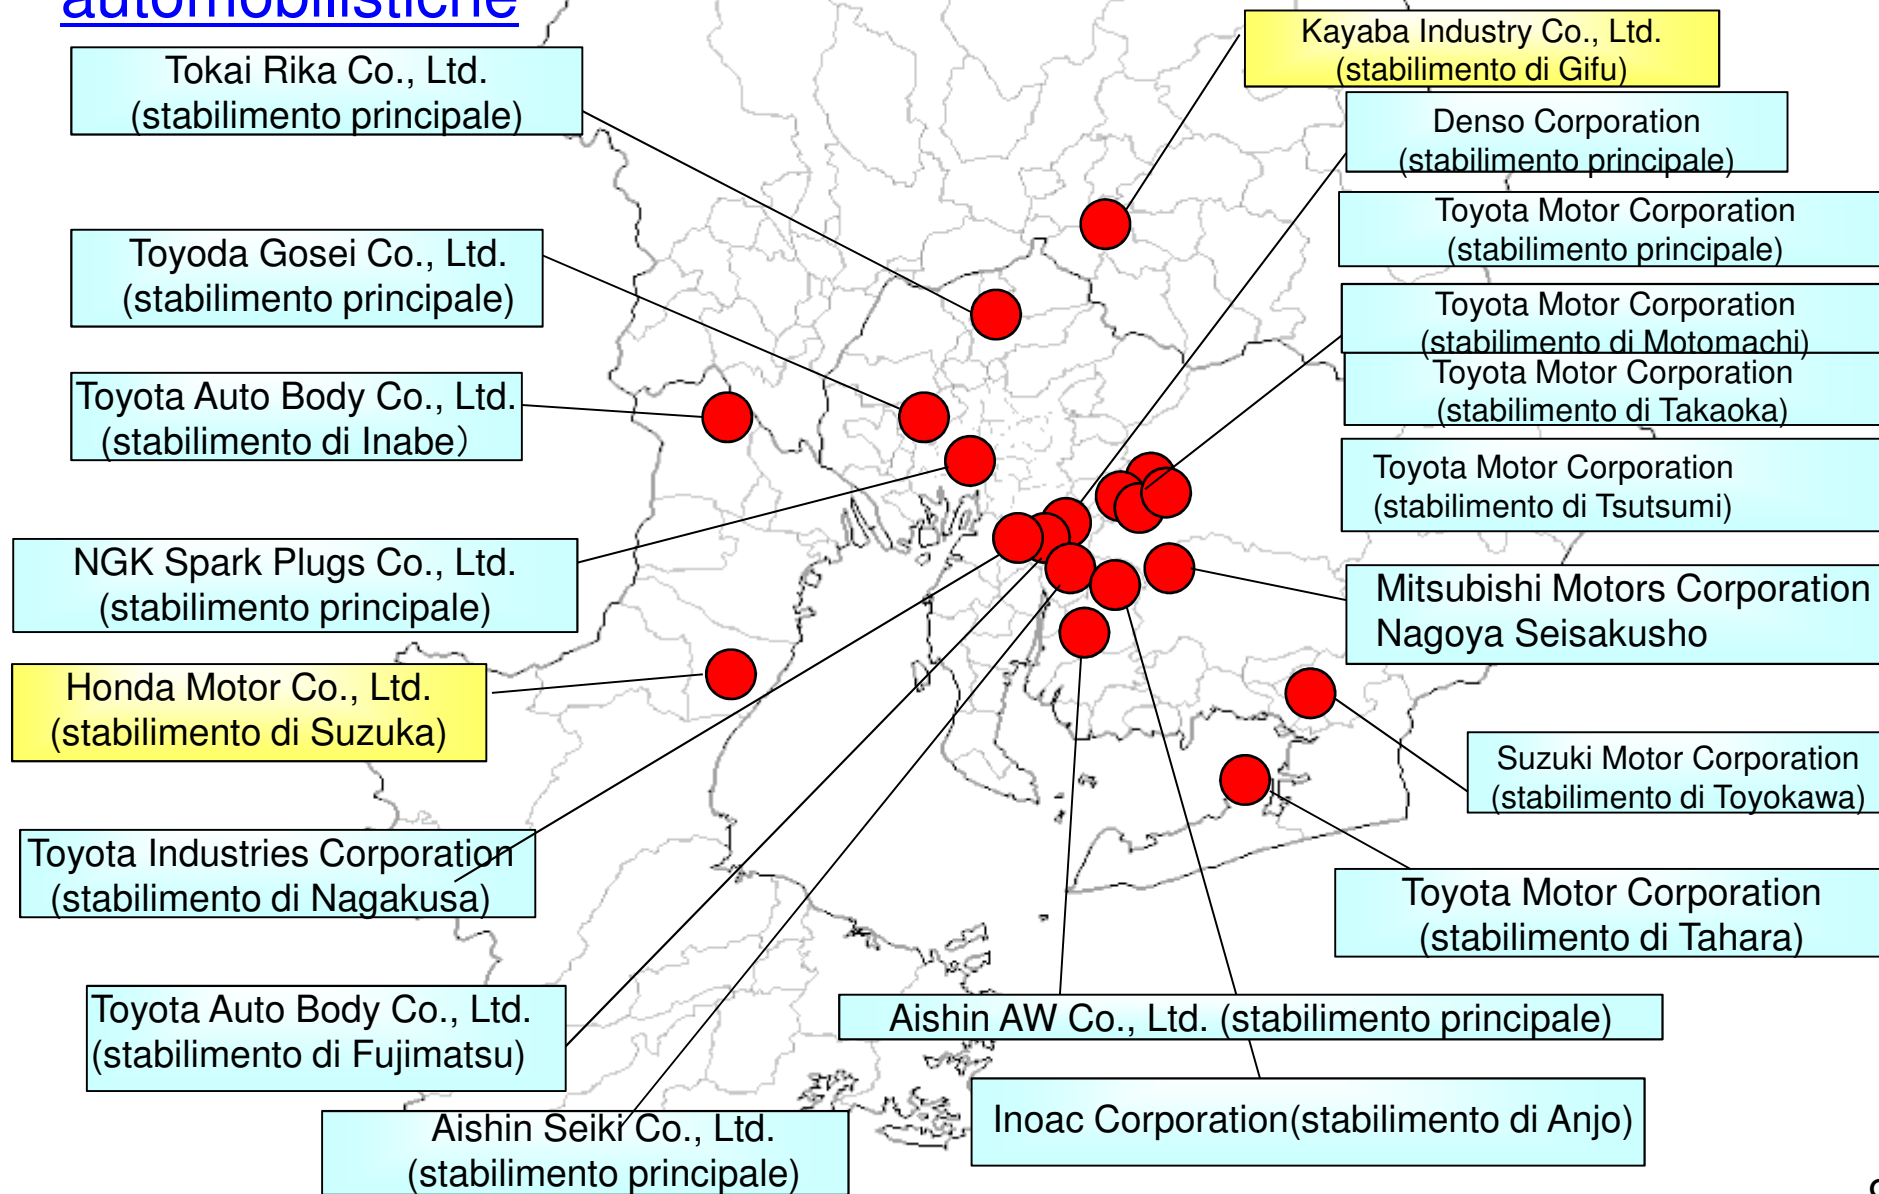 automobilistiche
Tokai Rika Co., Ltd.
(stabilimento principale)
Toyoda Gosei Co., Ltd.
(stabilimento principale)
Toyota Auto Body Co., Ltd.
(stabilimento di Inabe）
NGK Spark Plugs Co., Ltd.
(stabilimento principale)
Honda Motor Co., Ltd.
(stabilimento di Suzuka)
Toyota Industries Corporation
(stabilimento di Nagakusa)
Toyota Auto Body Co., Ltd.
(stabilimento di Fujimatsu)
Aishin Seiki Co., Ltd.
(stabilimento principale)
Kayaba Industry Co., Ltd.
(stabilimento di Gifu)
Denso Corporation
(stabilimento principale)
Toyota Motor Corporation
(stabilimento principale)
Toyota Motor Corporation
(stabilimento di Motomachi)
Toyota Motor Corporation
(stabilimento di Takaoka)
Toyota Motor Corporation
(stabilimento di Tsutsumi)
Mitsubishi Motors Corporation
Nagoya Seisakusho
Suzuki Motor Corporation
(stabilimento di Toyokawa)
Toyota Motor Corporation
(stabilimento di Tahara)
Aishin AW Co., Ltd. (stabilimento principale)
Inoac Corporation(stabilimento di Anjo)